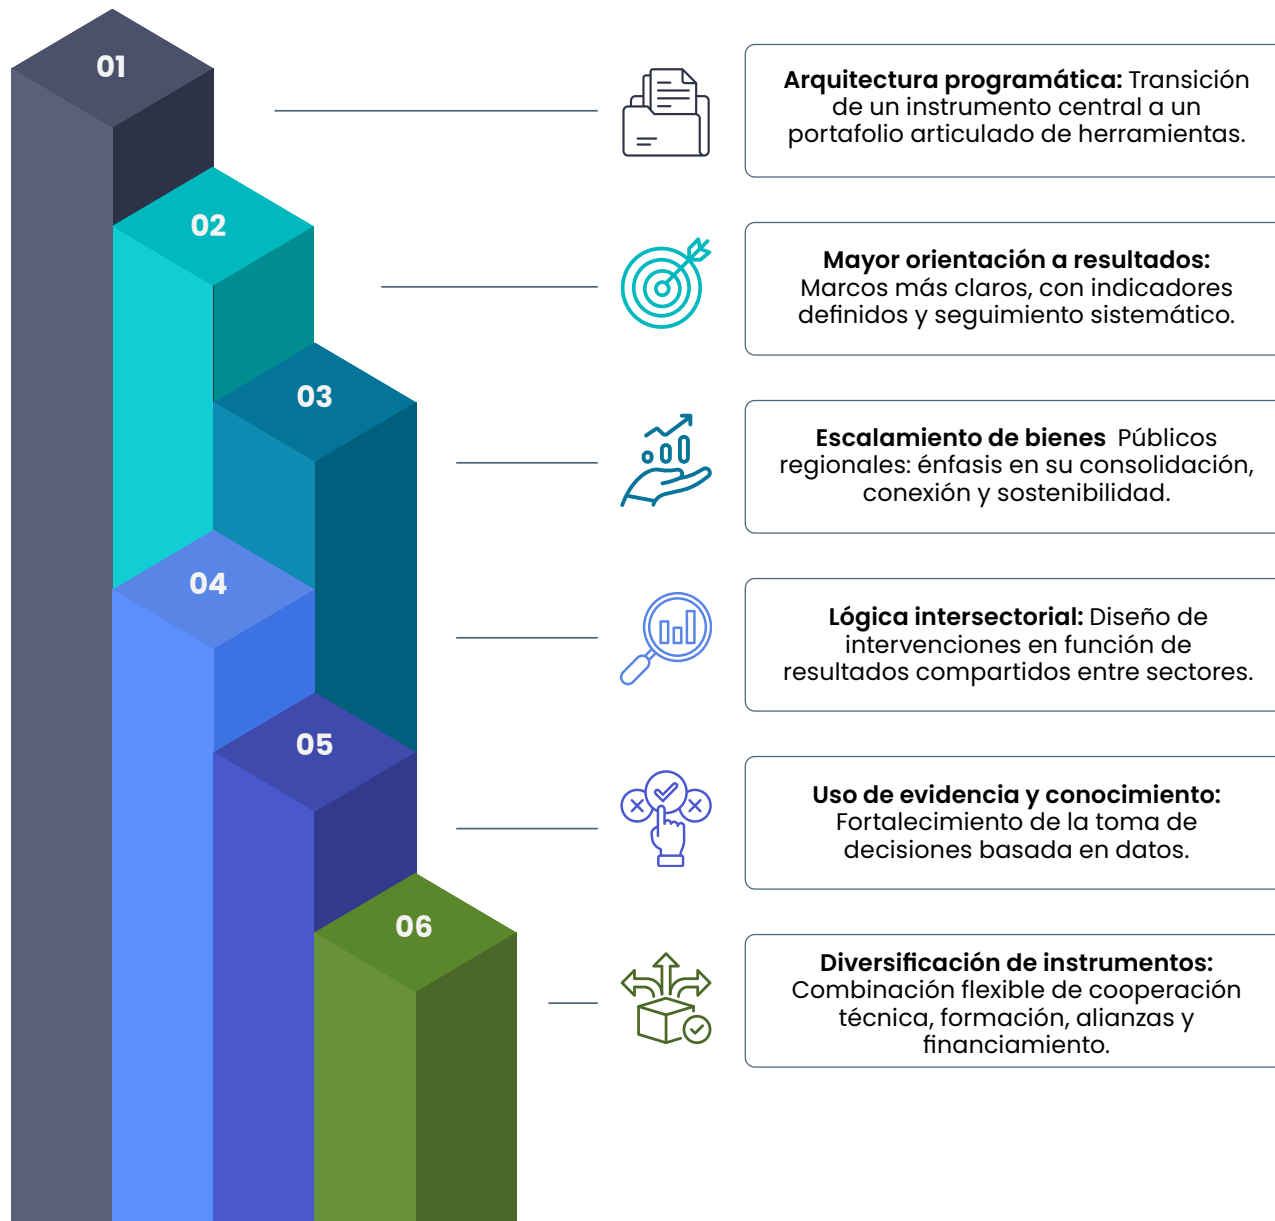 01
Arquitectura programática: Transición
de un instrumento central a un
portafolio articulado de herramientas.
02
Mayor orientación a resultados:
Marcos más claros, con indicadores
definidos y seguimiento sistemático.
03
Escalamiento de bienes  Públicos
regionales: énfasis en su consolidación,
conexión y sostenibilidad.
04
Lógica intersectorial: Diseño de
intervenciones en función de
resultados compartidos entre sectores.
05
Uso de evidencia y conocimiento:
Fortalecimiento de la toma de
decisiones basada en datos.
06
Diversificación de instrumentos:
Combinación flexible de cooperación
técnica, formación, alianzas y
financiamiento.